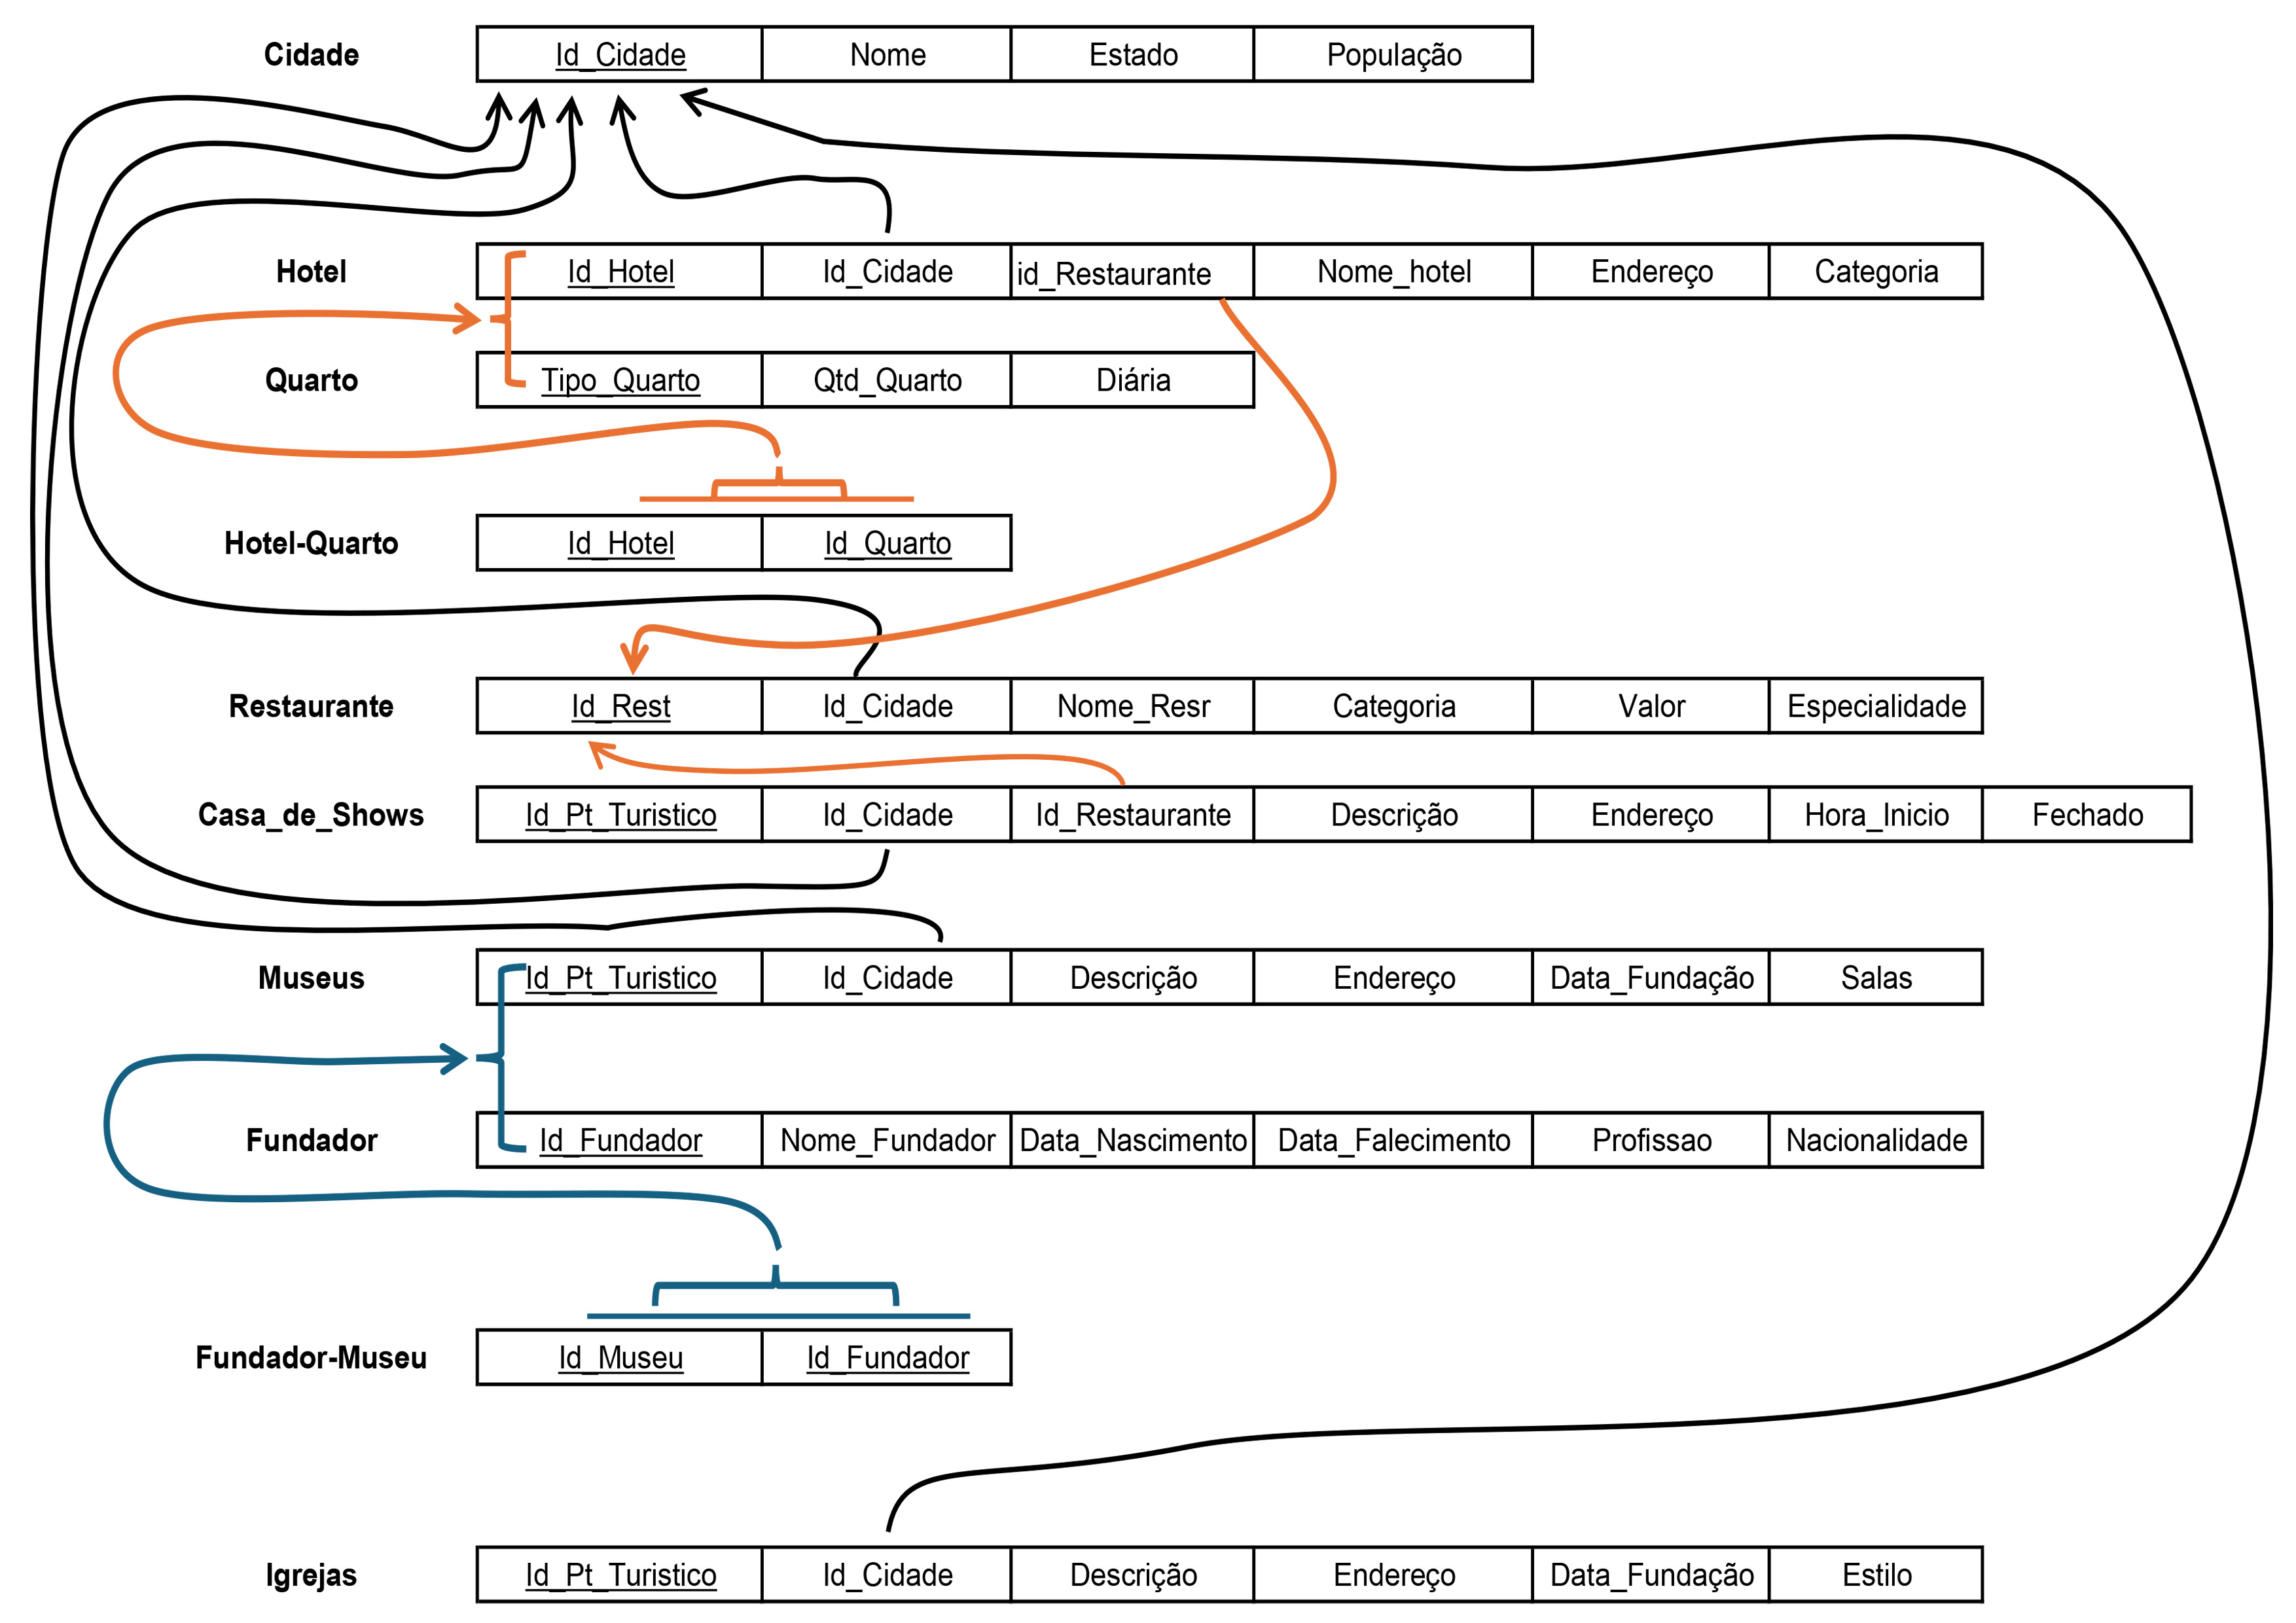 Cidade Id_Cidade Nome Estado População
Hotel Id_Hotel Id_Cidade id_Restaurante Nome_hotel Endereço Categoria
Quarto Tipo_Quarto Qtd_Quarto Diária
Hotel-Quarto Id_Hotel Id_Quarto
Restaurante Id_Rest Id_Cidade Nome_Resr Categoria Valor Especialidade
Casa_de_Shows Id_Pt_Turistico Id_Cidade Id_Restaurante Descrição Endereço Hora_Inicio Fechado
Museus Id_Pt_Turistico Id_Cidade Descrição Endereço Data_Fundação Salas
Fundador Id_Fundador Nome_Fundador Data_Nascimento Data_Falecimento Profissao Nacionalidade
Fundador-Museu Id_Museu Id_Fundador
Igrejas Id_Pt_Turistico Id_Cidade Descrição Endereço Data_Fundação Estilo